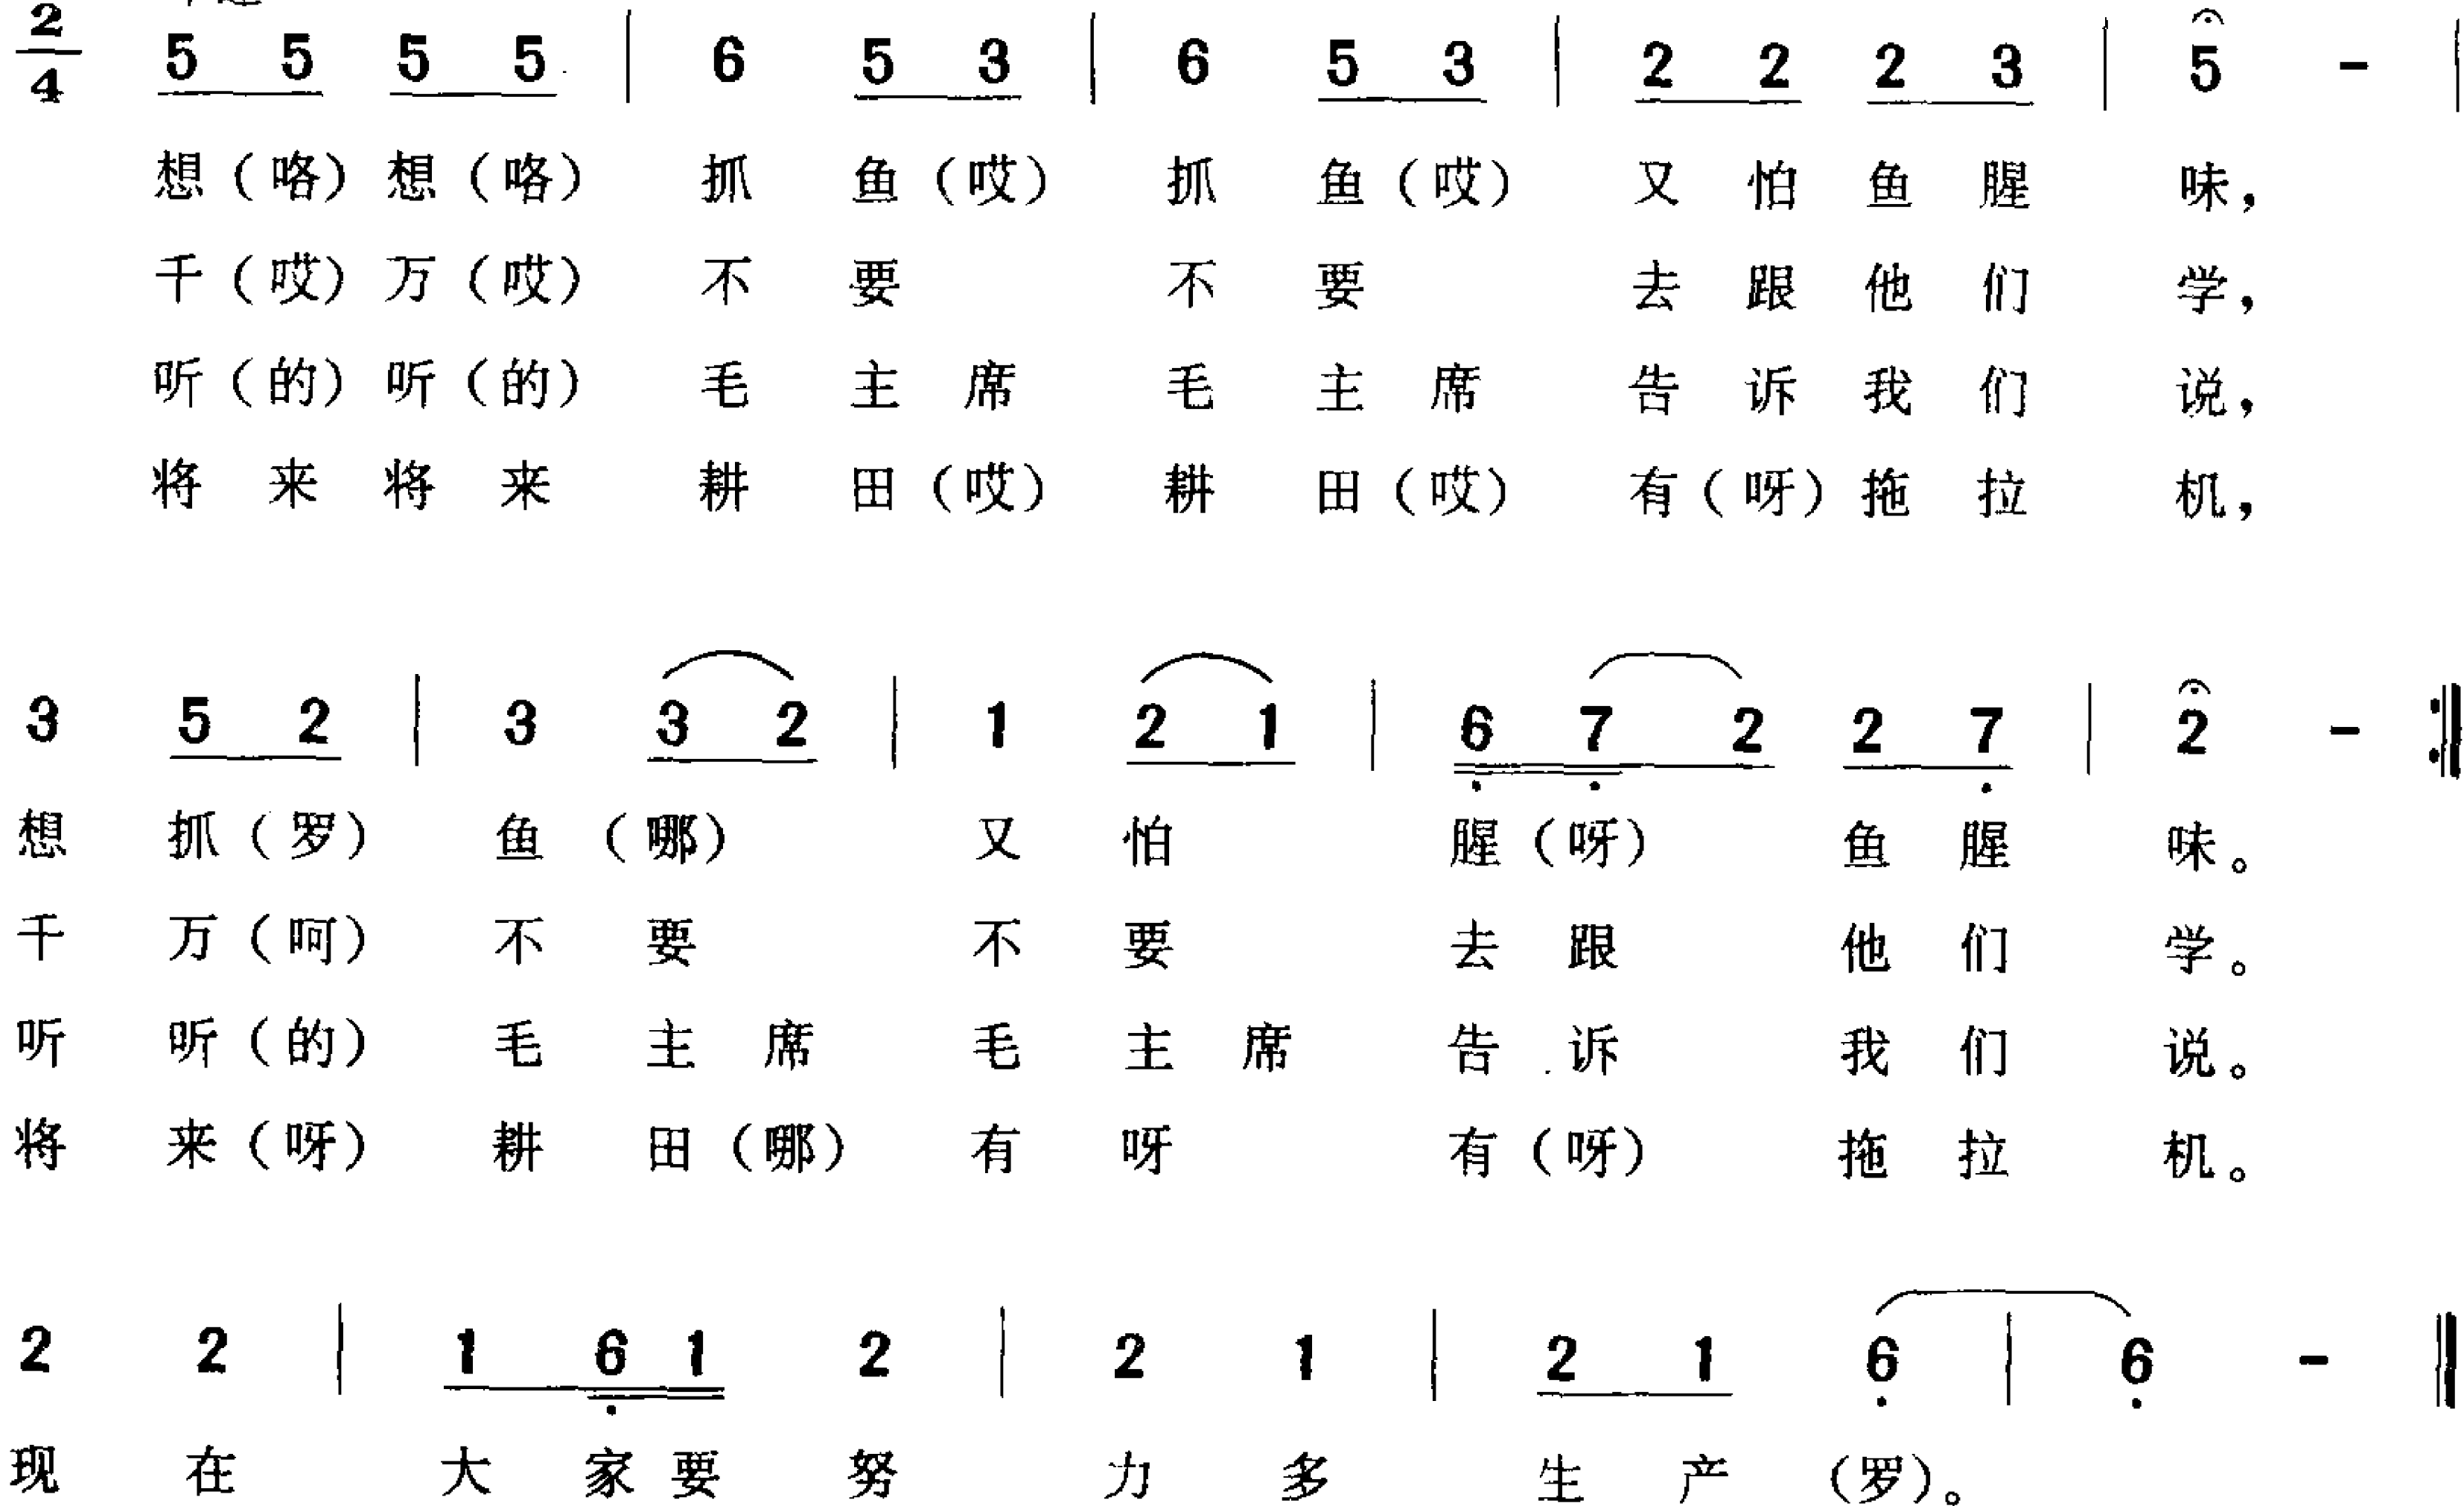 2/4 5 5 5 5 | 6 5 3 | 6 5 3 | 2 2 2 3 | 5 - |
想（咯）想（咯） 抓 鱼（哎） 抓 鱼（哎） 又 怕 鱼 腥 味，
千（哎）万（哎） 不 要 不 要 去 跟 他 们 学，
听（的）听（的） 毛 主 席 毛 主 席 告 诉 我 们 说，
将 来 将 来 耕 田（哎） 耕 田（哎） 有（呀）拖 拉 机，
3 5 2 | 3 3 2 | 1 2 1 | 6 7 2 2 7 | 2 - :‖
想 抓（罗） 鱼（哪） 又 怕 腥（呀） 鱼 腥 味。
千 万（呵） 不 要 不 要 去 跟 他 们 学。
听 听（的） 毛 主 席 毛 主 席 告 诉 我 们 说。
将 来（呀） 耕 田（哪） 有 呀 有（呀） 拖 拉 机。
2 2 | 1 6 1 2 | 2 1 | 2 1 6 | 6 - ‖
现 在 大 家 要 努 力 多 生 产（罗）。